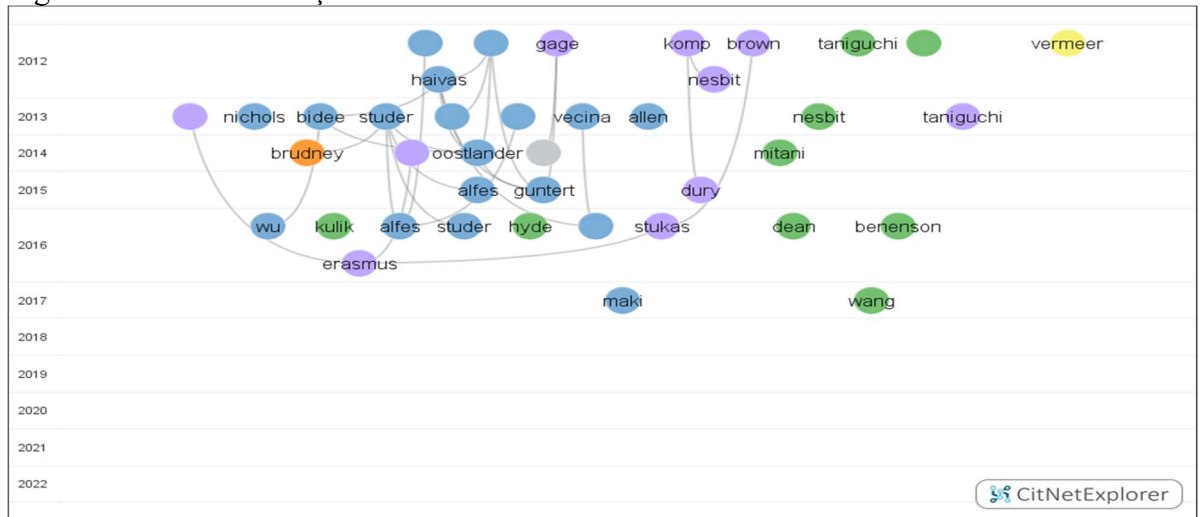 gage komp brown taniguchi vermeer
2012
haivas nesbit
2013 nichols bidee studer vecina allen nesbit taniguchi
2014 brudney oostlander mitani
2015 alfes guntert dury
wu kulik alfes studer hyde stukas dean benenson
2016
erasmus
2017 maki wang
2018
2019
2020
2021
2022
CitNetExplorer